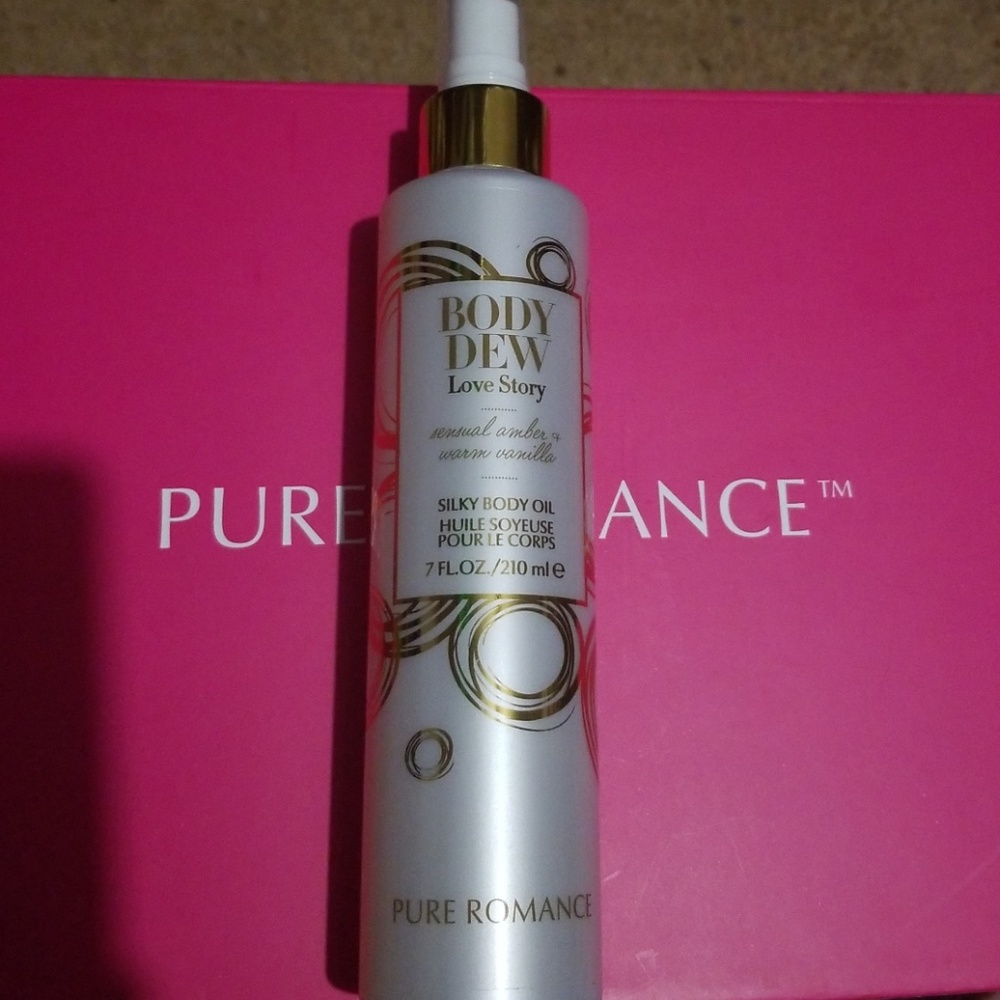 BODY
DEW
Love Story
sensual amber &
warm vanilla
SILKY BODY OIL
HUILE SOYEUSE
POUR LE CORPS
7 FL.OZ./210 ml e
PURE ANCE™
PURE ROMANCE